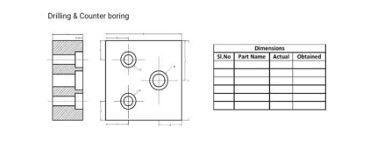 Drilling & Counter boring
Dimensions
Sl.No Part Name Actual Obtained